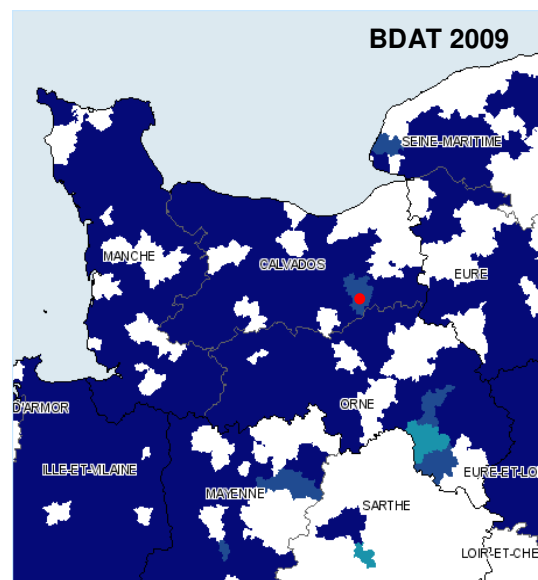 BDAT 2009
SEINE-MARITIME
MANCHE
CALVADOS
EURE
D'ARMOR
ORNE
ILLE-ET-VILAINE
MAYENNE
EURE-ET-LO
SARTHE
LOIR-ET-CHE